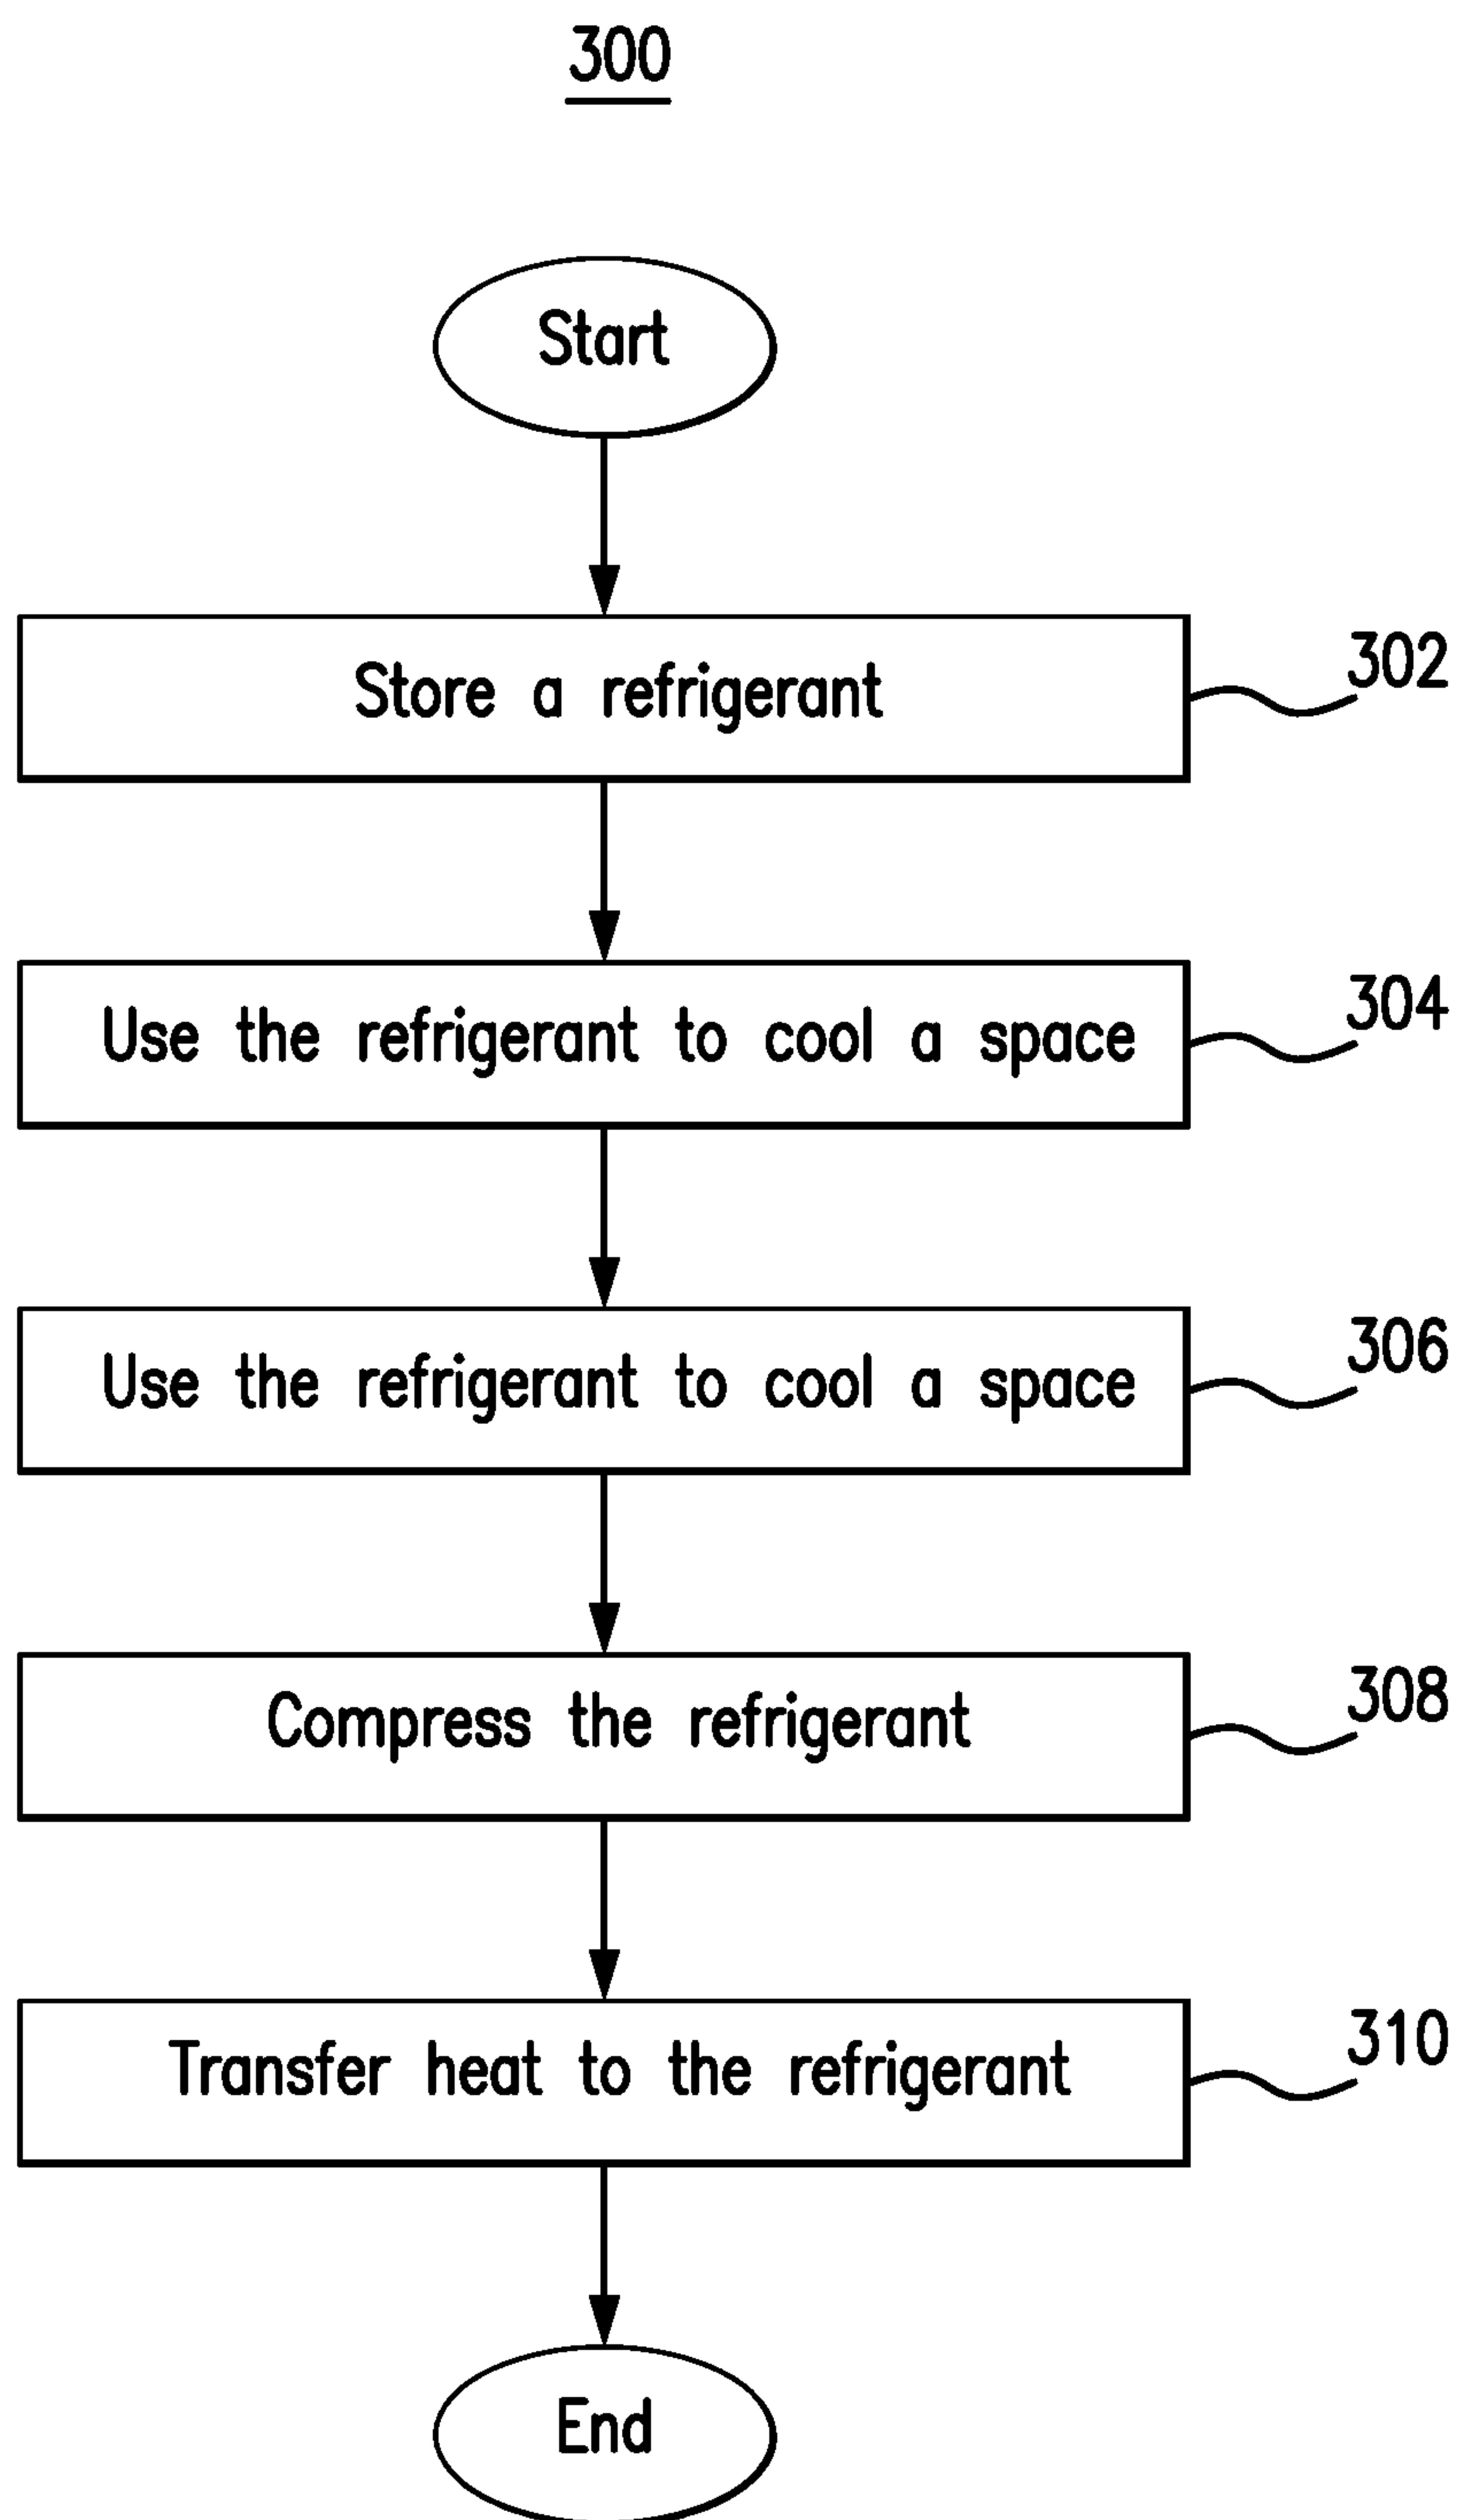 300
Start
Store a refrigerant
302
Use the refrigerant to cool a space
304
Use the refrigerant to cool a space
306
Compress the refrigerant
308
Transfer heat to the refrigerant
310
End